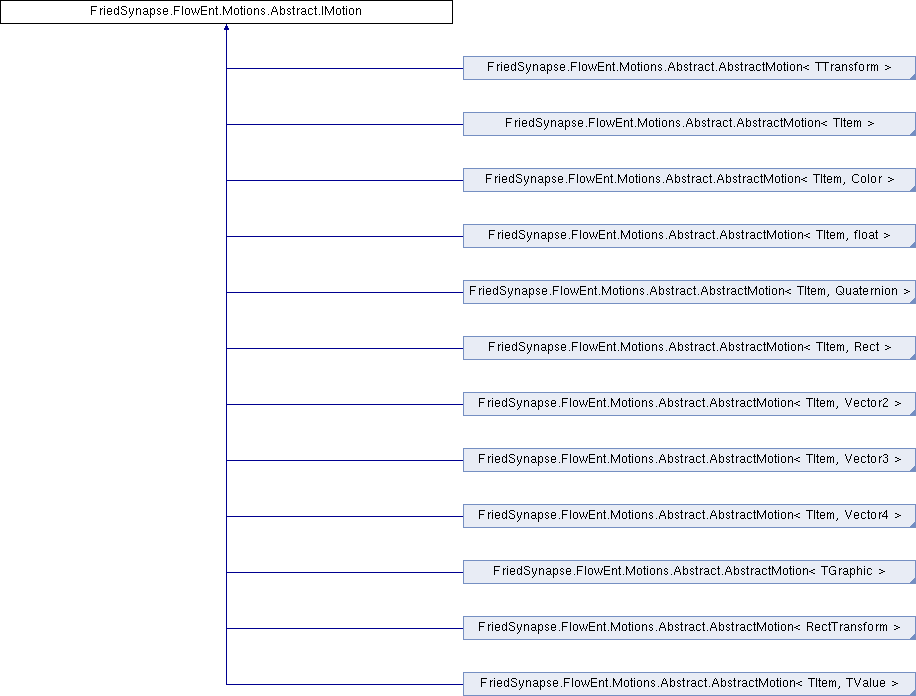 FriedSynapse.FlowEnt.Motions.Abstract.IMotion
FriedSynapse.FlowEnt.Motions.Abstract.AbstractMotion< TTransform >
FriedSynapse.FlowEnt.Motions.Abstract.AbstractMotion< TItem >
FriedSynapse.FlowEnt.Motions.Abstract.AbstractMotion< TItem, Color >
FriedSynapse.FlowEnt.Motions.Abstract.AbstractMotion< TItem, float >
FriedSynapse.FlowEnt.Motions.Abstract.AbstractMotion< TItem, Quaternion >
FriedSynapse.FlowEnt.Motions.Abstract.AbstractMotion< TItem, Rect >
FriedSynapse.FlowEnt.Motions.Abstract.AbstractMotion< TItem, Vector2 >
FriedSynapse.FlowEnt.Motions.Abstract.AbstractMotion< TItem, Vector3 >
FriedSynapse.FlowEnt.Motions.Abstract.AbstractMotion< TItem, Vector4 >
FriedSynapse.FlowEnt.Motions.Abstract.AbstractMotion< TGraphic >
FriedSynapse.FlowEnt.Motions.Abstract.AbstractMotion< RectTransform >
FriedSynapse.FlowEnt.Motions.Abstract.AbstractMotion< TItem, TValue >